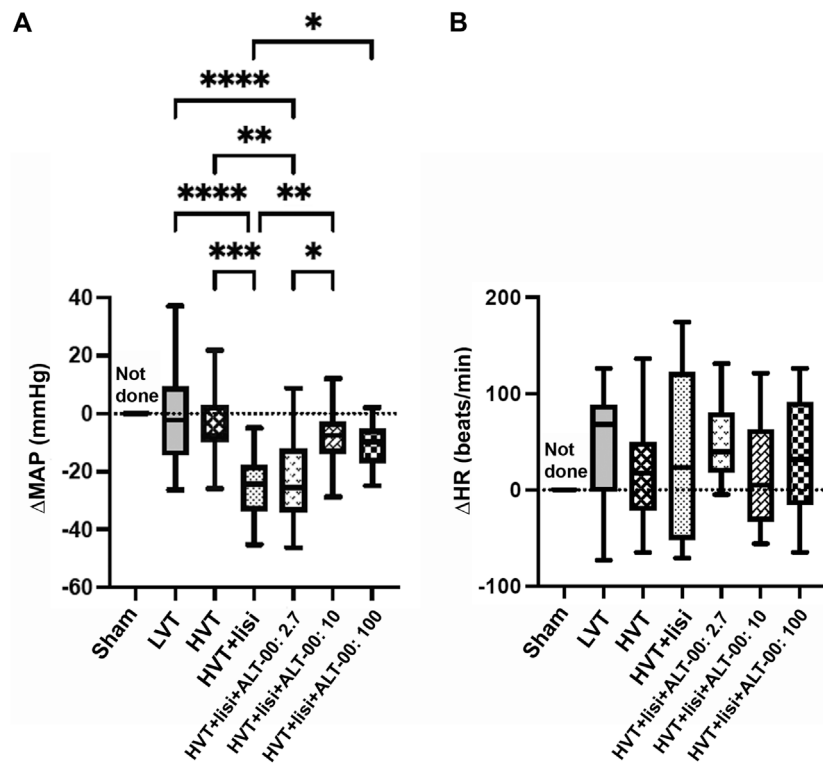 A
*
****
**
****
**
***
*
40
20
0
-20
-40
-60
ΔMAP (mmHg)
Not
done
Sham
LVT
HVT
HVT+lisi
HVT+lisi+ALT-00: 2.7
HVT+lisi+ALT-00: 10
HVT+lisi+ALT-00: 100
B
200
100
0
-100
ΔHR (beats/min)
Not
done
Sham
LVT
HVT
HVT+lisi
HVT+lisi+ALT-00: 2.7
HVT+lisi+ALT-00: 10
HVT+lisi+ALT-00: 100